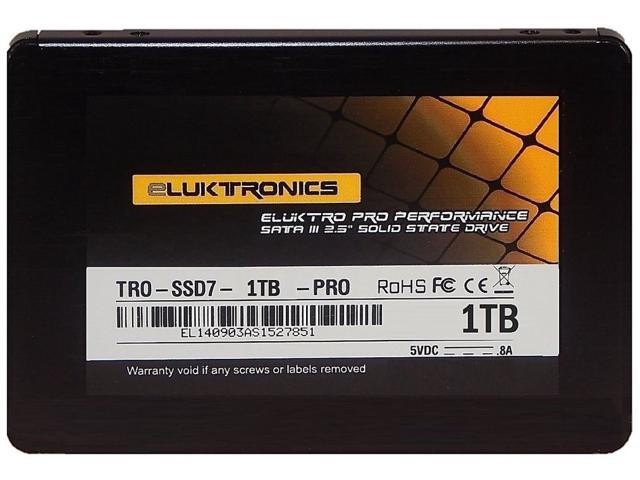 eLUKTRONICS
ELUKTRO PRO PERFORMANCE
SATA III 2.5" SOLID STATE DRIVE
TRO-SSD7- 1TB -PRO RoHS FC CE
EL140903AS1527851
1TB
5VDC .8A
Warranty void if any screws or labels removed